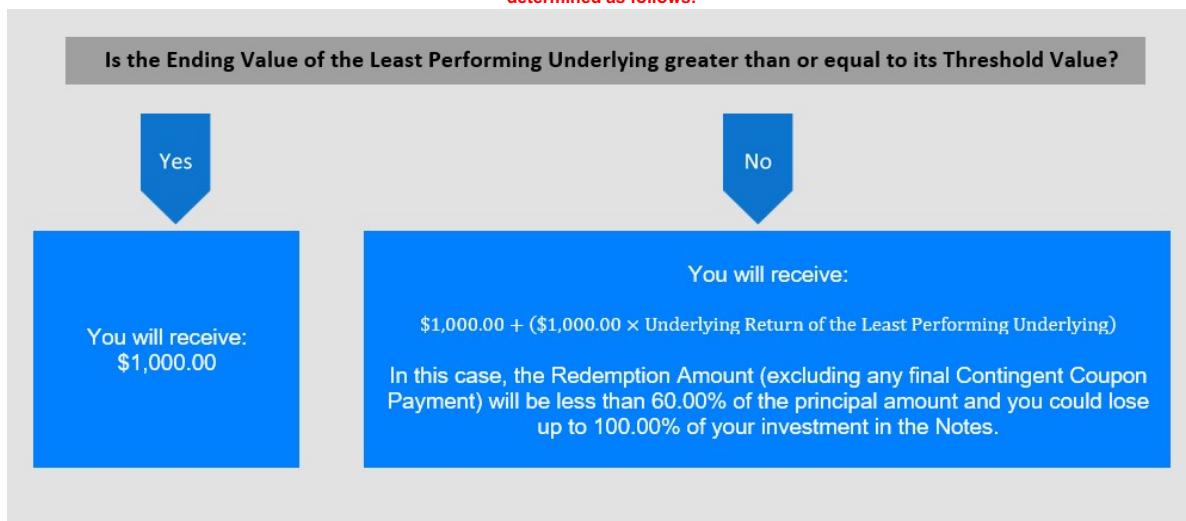 determined as follows:
Is the Ending Value of the Least Performing Underlying greater than or equal to its Threshold Value?
Yes
No
You will receive:
$1,000.00
You will receive:
$1,000.00 + ($1,000.00 × Underlying Return of the Least Performing Underlying)
In this case, the Redemption Amount (excluding any final Contingent Coupon
Payment) will be less than 60.00% of the principal amount and you could lose
up to 100.00% of your investment in the Notes.